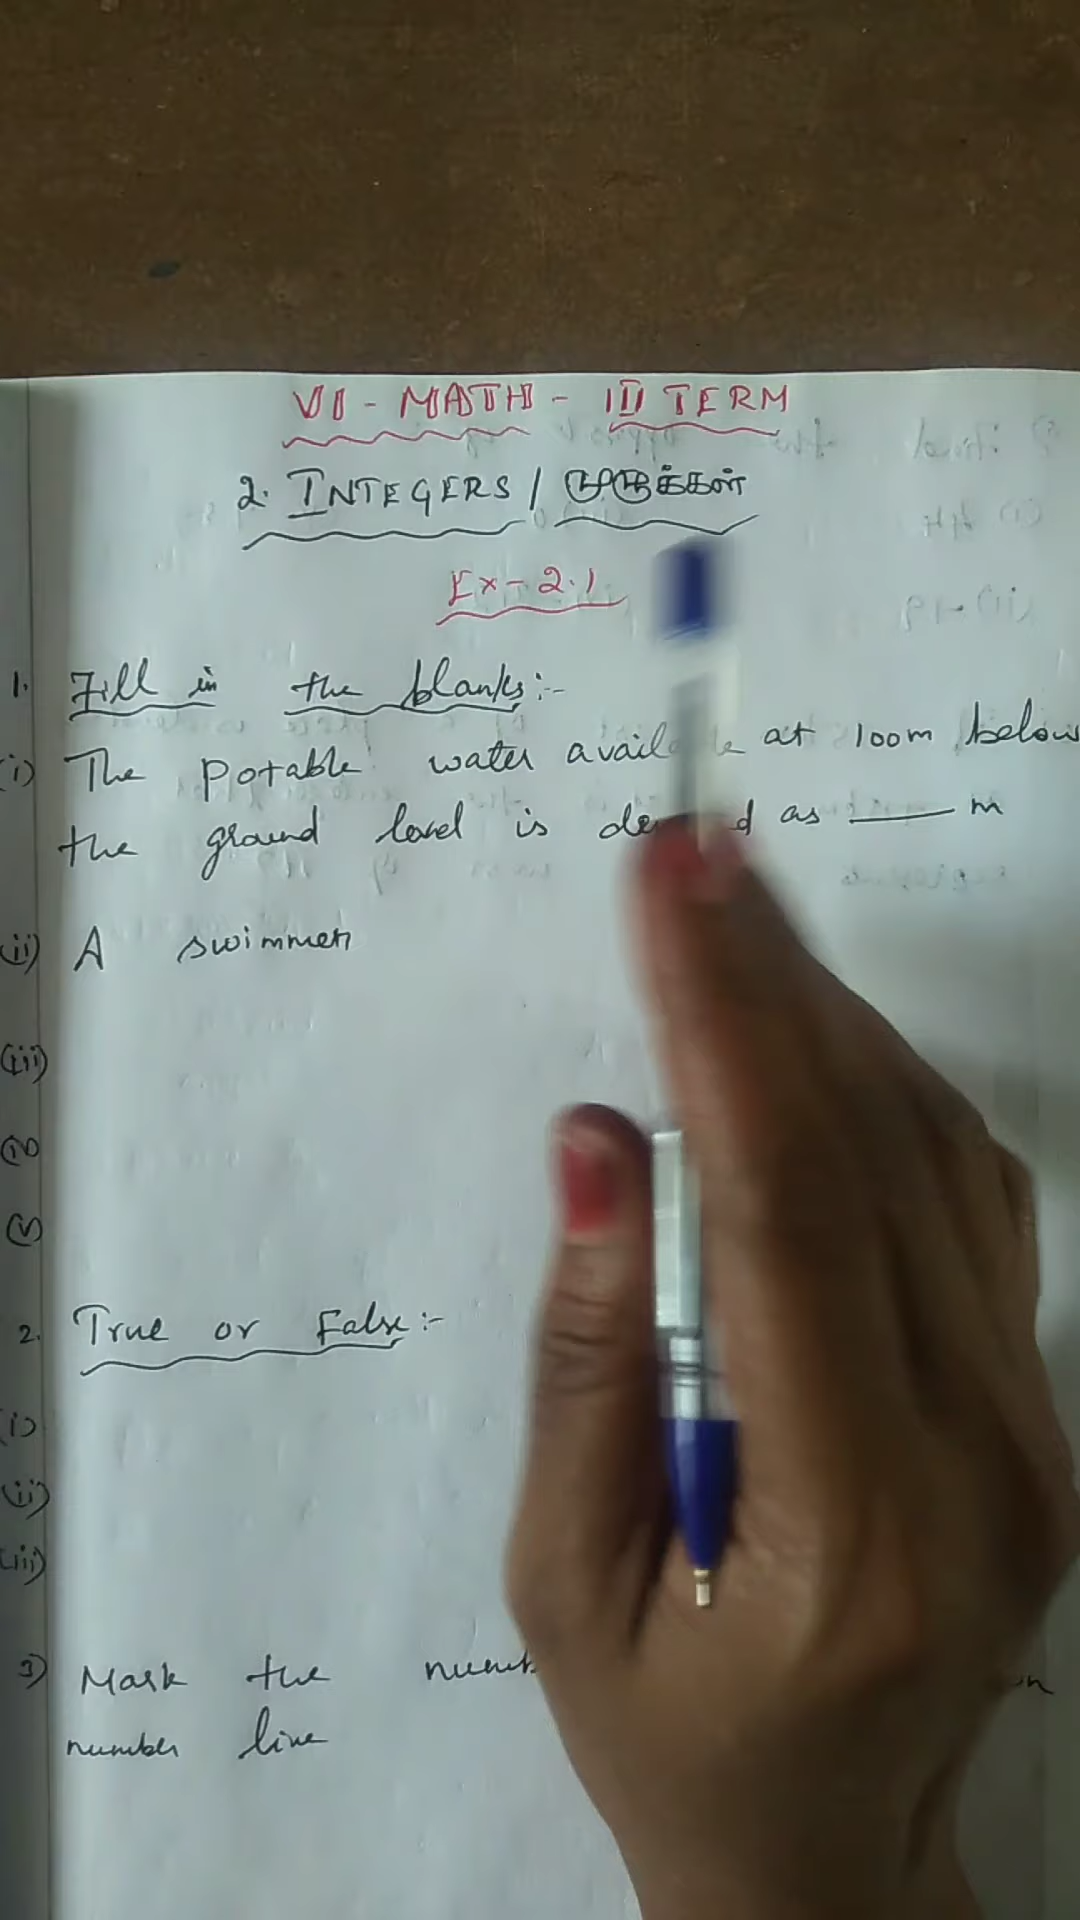 VI - MATH - III TERM
2. INTEGERS / முழுக்கள்
Ex - 2.1
1. Fill in the blanks:-
(i) The potable water at 100m below
the ground level is as ____ m
(ii) A swimmer
(iii)
(iv)
(v)
2. True or False:-
(i)
(ii)
(iii)
3) Mark the
number line